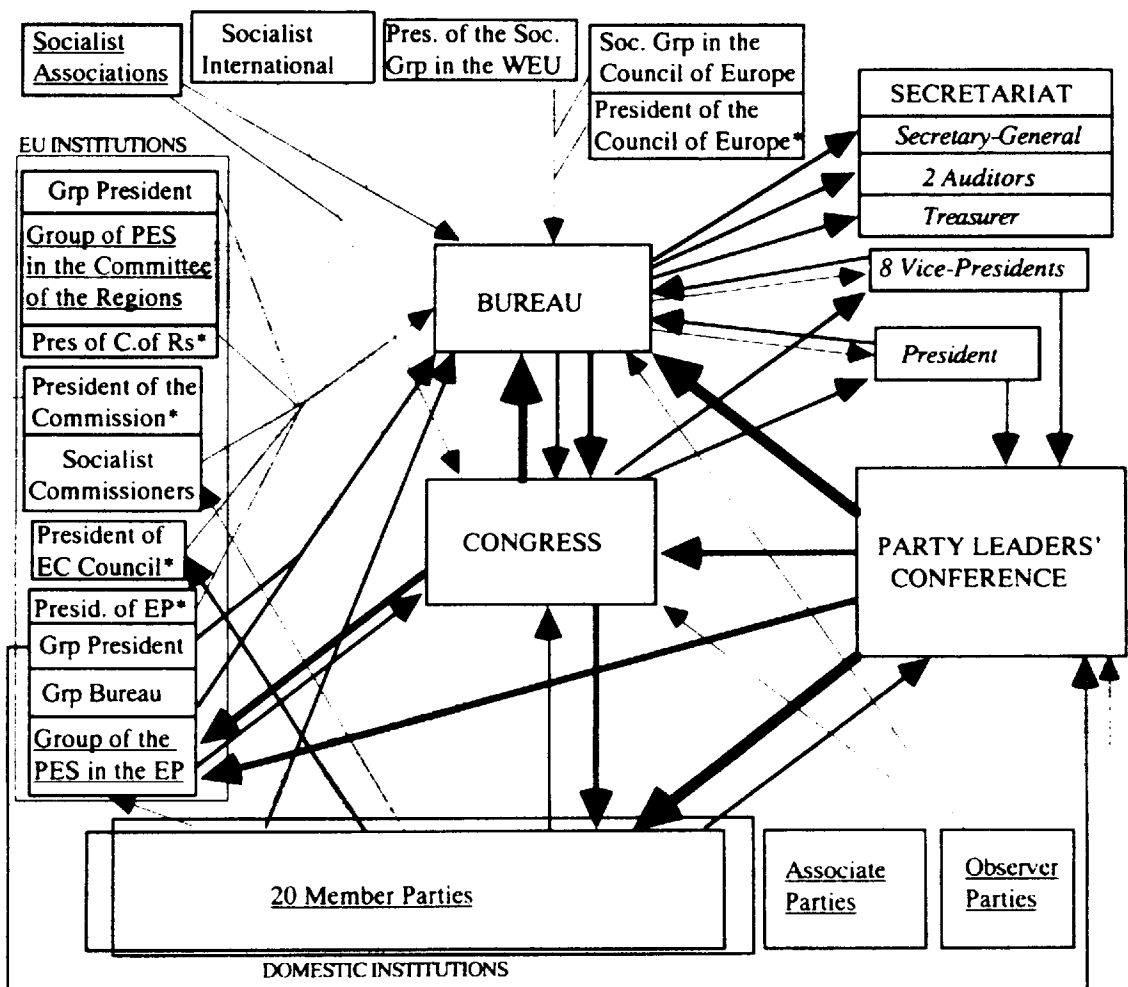 Socialist
Associations
Socialist
International
Pres. of the Soc.
Grp in the WEU
Soc. Grp in the
Council of Europe
President of the
Council of Europe*
SECRETARIAT
Secretary-General
2 Auditors
Treasurer
EU INSTITUTIONS
Grp President
Group of PES
in the Committee
of the Regions
Pres of C.of Rs*
President of the
Commission*
Socialist
Commissioners
President of
EC Council*
Presid. of EP*
Grp President
Grp Bureau
Group of the
PES in the EP
BUREAU
8 Vice-Presidents
President
CONGRESS
PARTY LEADERS'
CONFERENCE
20 Member Parties
Associate
Parties
Observer
Parties
DOMESTIC INSTITUTIONS